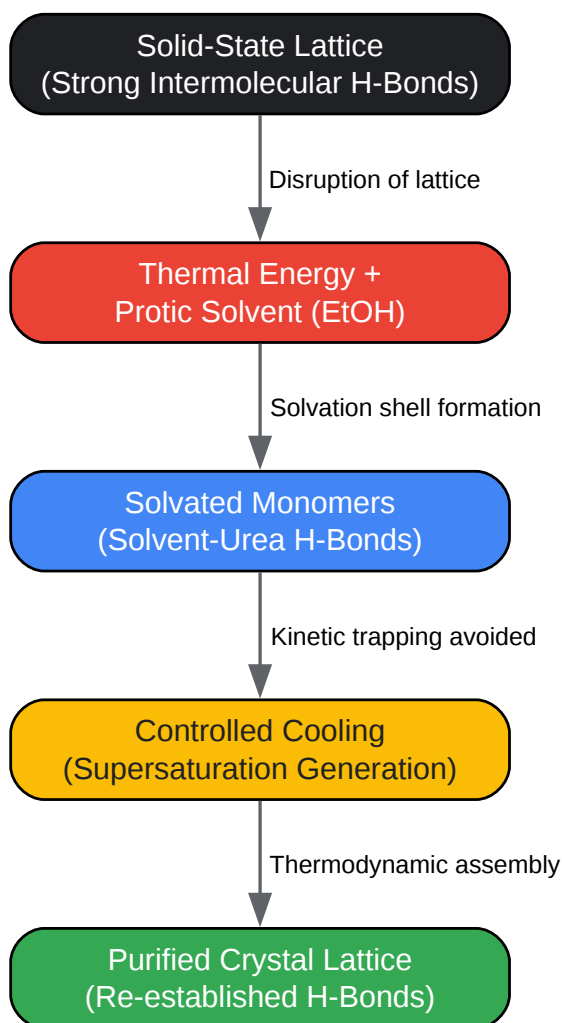 Solid-State Lattice
(Strong Intermolecular H-Bonds)
Disruption of lattice
Thermal Energy +
Protic Solvent (EtOH)
Solvation shell formation
Solvated Monomers
(Solvent-Urea H-Bonds)
Kinetic trapping avoided
Controlled Cooling
(Supersaturation Generation)
Thermodynamic assembly
Purified Crystal Lattice
(Re-established H-Bonds)